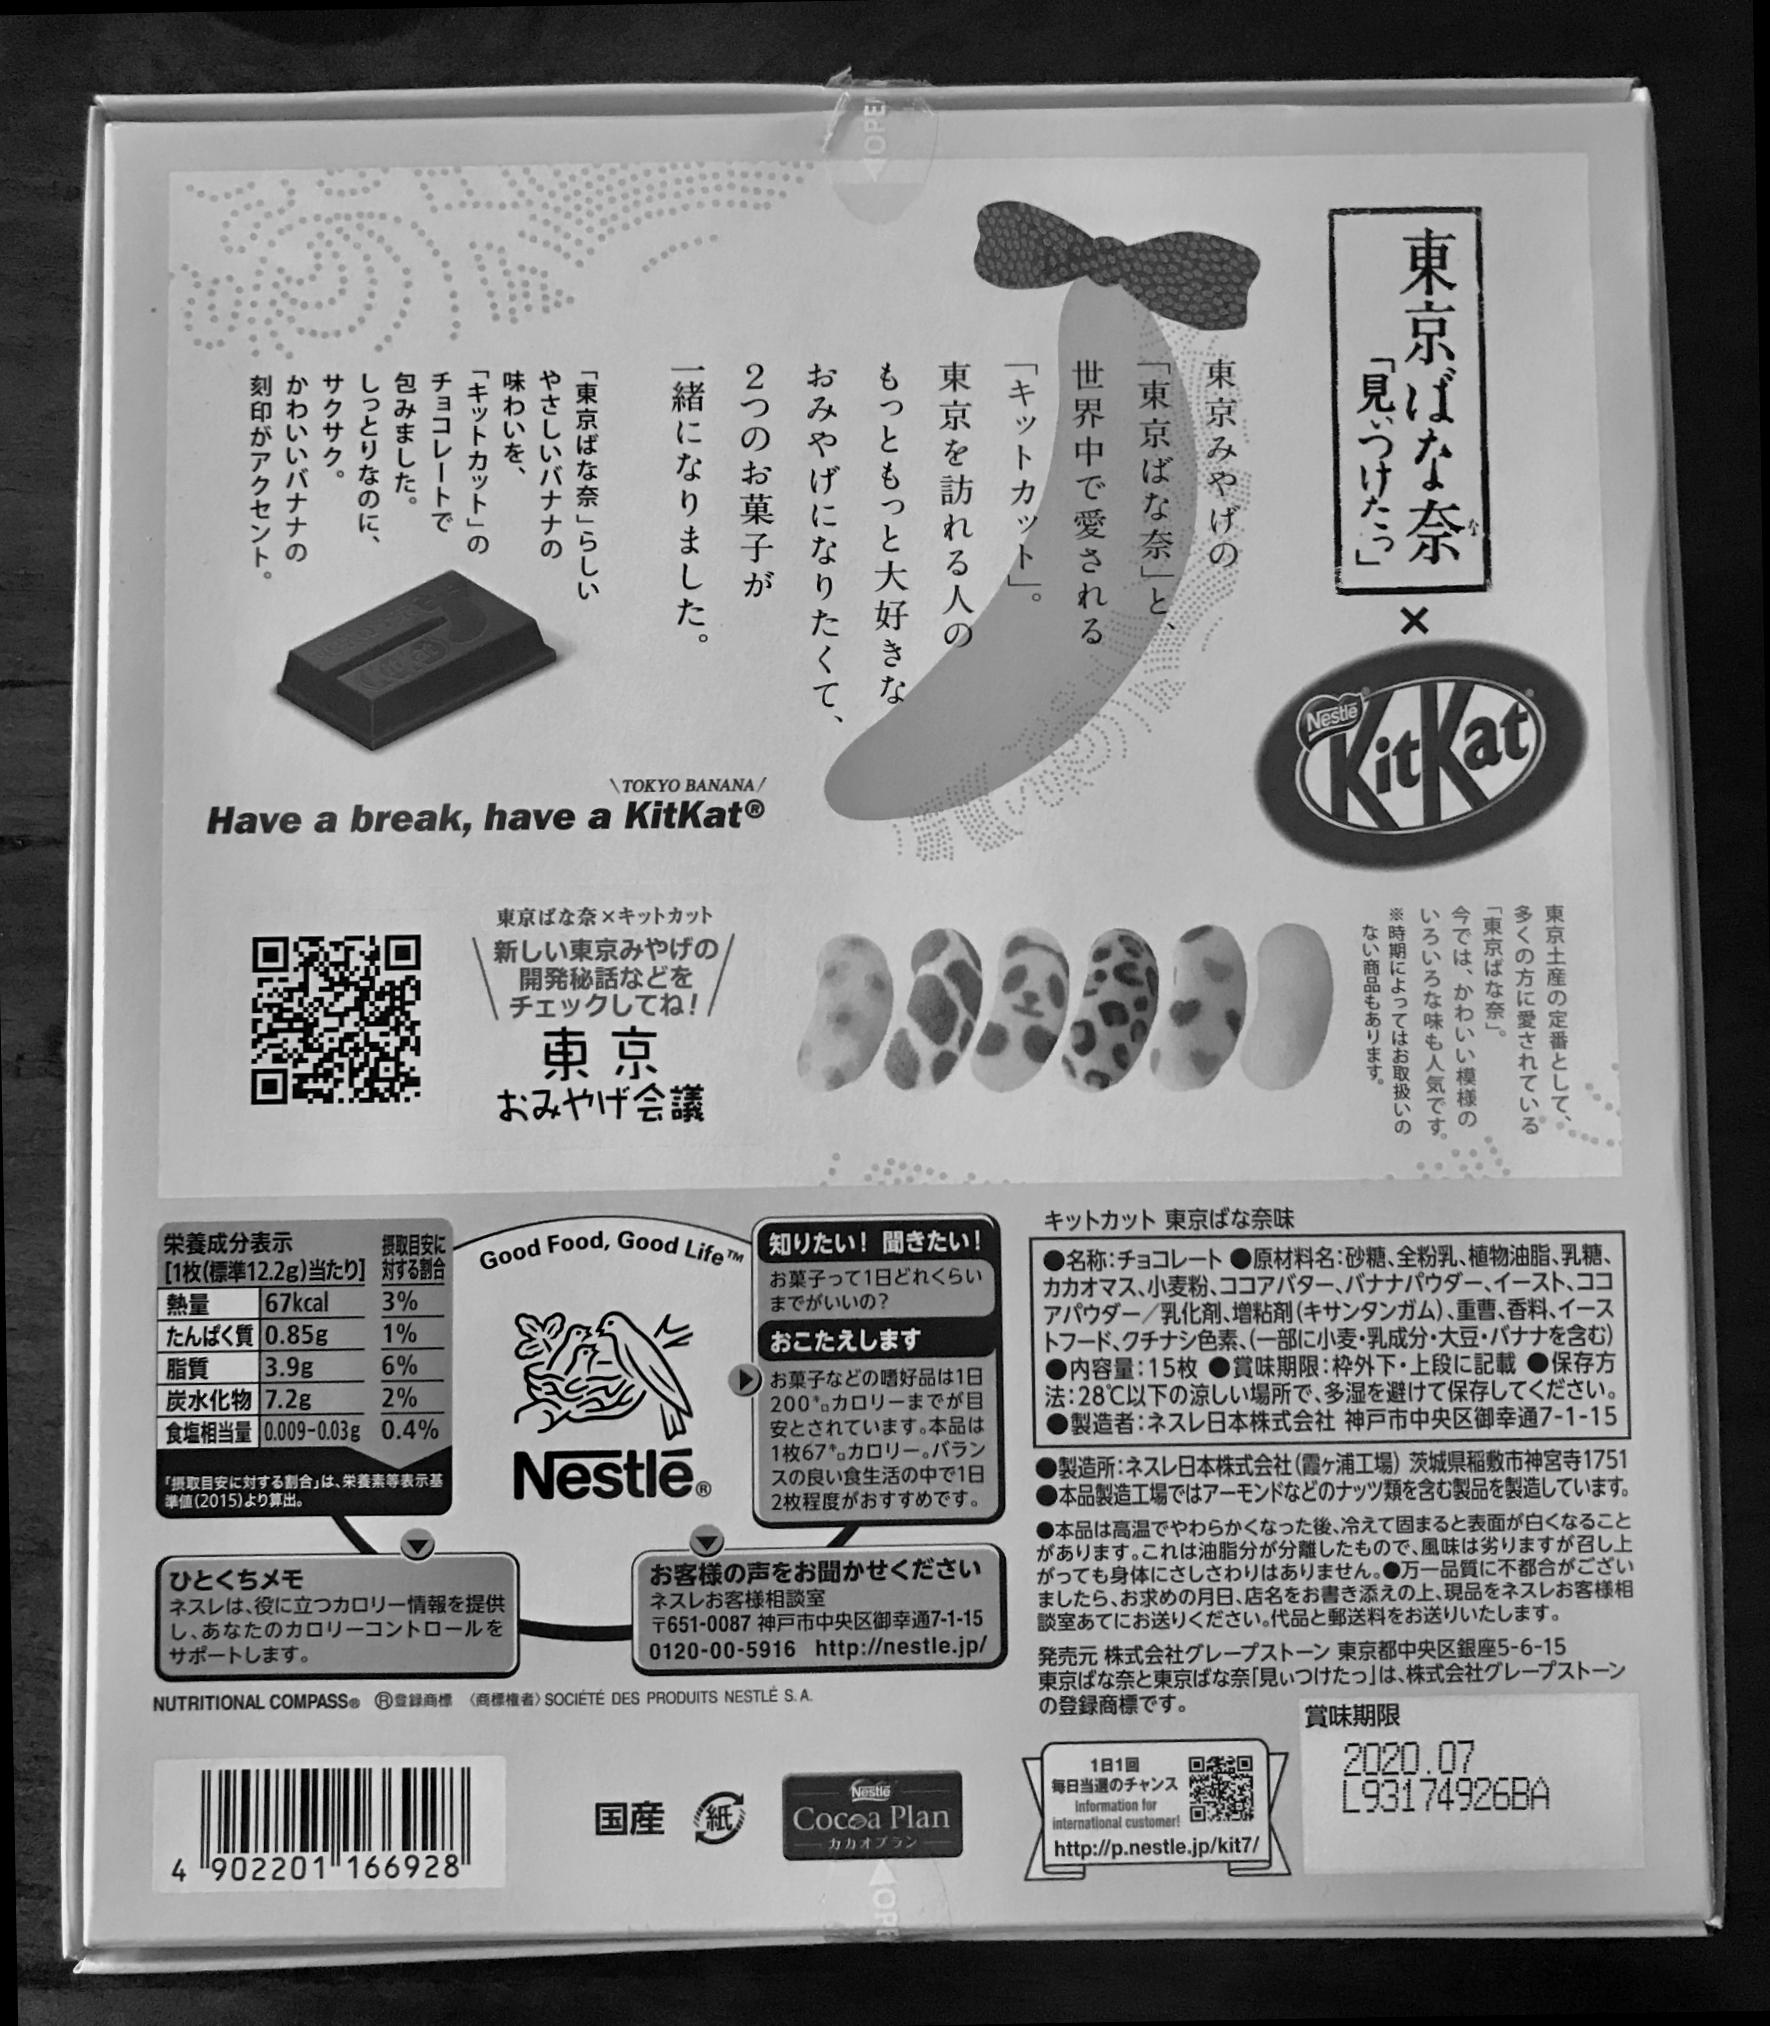 OPEN
東京ばな奈
な
「見ぃつけたっ」
×
Nestlé
KitKat
東京みやげの
「東京ばな奈」と、
世界中で愛される
「キットカット」。
東京を訪れる人の
もっともっと大好きな
おみやげになりたくて、
2つのお菓子が
一緒になりました。
「東京ばな奈」らしい
やさしいバナナの
味わいを、
「キットカット」の
チョコレートで
包みました。
しっとりなのに、
サクサク。
かわいいバナナの
刻印がアクセント。
\TOKYO BANANA/
Have a break, have a KitKat®
東京ばな奈×キットカット
新しい東京みやげの
開発秘話などを
チェックしてね!
東京
おみやげ会議
東京土産の定番として、
多くの方に愛されている
「東京ばな奈」。
今では、かわいい模様の
いろいろな味も人気です。
※時期によってはお取扱いの
ない商品もあります。
栄養成分表示
[1枚(標準12.2g)当たり]
摂取目安に
対する割合
熱量 67kcal 3%
たんぱく質 0.85g 1%
脂質 3.9g 6%
炭水化物 7.2g 2%
食塩相当量 0.009-0.03g 0.4%
「摂取目安に対する割合」は、栄養素等表示基
準値(2015)より算出。
Good Food, Good Life™
Nestlé®
知りたい! 聞きたい!
お菓子って1日どれくらい
までがいいの?
おこたえします
お菓子などの嗜好品は1日
200㌔カロリーまでが目
安とされています。本品は
1枚67㌔カロリー。バラン
スの良い食生活の中で1日
2枚程度がおすすめです。
ひとくちメモ
ネスレは、役に立つカロリー情報を提供
し、あなたのカロリーコントロールを
サポートします。
お客様の声をお聞かせください
ネスレお客様相談室
〒651-0087 神戸市中央区御幸通7-1-15
0120-00-5916 http://nestle.jp/
NUTRITIONAL COMPASS® ®登録商標 〈商標権者〉SOCIÉTÉ DES PRODUITS NESTLÉ S.A.
キットカット 東京ばな奈味
●名称:チョコレート ●原材料名:砂糖、全粉乳、植物油脂、乳糖、
カカオマス、小麦粉、ココアバター、バナナパウダー、イースト、ココ
アパウダー/乳化剤、増粘剤(キサンタンガム)、重曹、香料、イース
トフード、クチナシ色素、(一部に小麦・乳成分・大豆・バナナを含む)
●内容量:15枚 ●賞味期限:枠外下・上段に記載 ●保存方
法:28℃以下の涼しい場所で、多湿を避けて保存してください。
●製造者:ネスレ日本株式会社 神戸市中央区御幸通7-1-15
●製造所:ネスレ日本株式会社(霞ヶ浦工場) 茨城県稲敷市神宮寺1751
●本品製造工場ではアーモンドなどのナッツ類を含む製品を製造しています。
●本品は高温でやわらかくなった後、冷えて固まると表面が白くなること
があります。これは油脂分が分離したもので、風味は劣りますが召し上
がっても身体にさしさわりはありません。●万一品質に不都合がござい
ましたら、お求めの月日、店名をお書き添えの上、現品をネスレお客様相
談室あてにお送りください。代品と郵送料をお送りいたします。
発売元 株式会社グレープストーン 東京都中央区銀座5-6-15
東京ばな奈と東京ばな奈「見ぃつけたっ」は、株式会社グレープストーン
の登録商標です。
賞味期限
2020.07
L93174926BA
4 902201 166928
国産
紙
Nestlé
Cocoa Plan
カカオプラン
1日1回
毎日当選のチャンス
Information for
international customer!
http://p.nestle.jp/kit7/
OPE